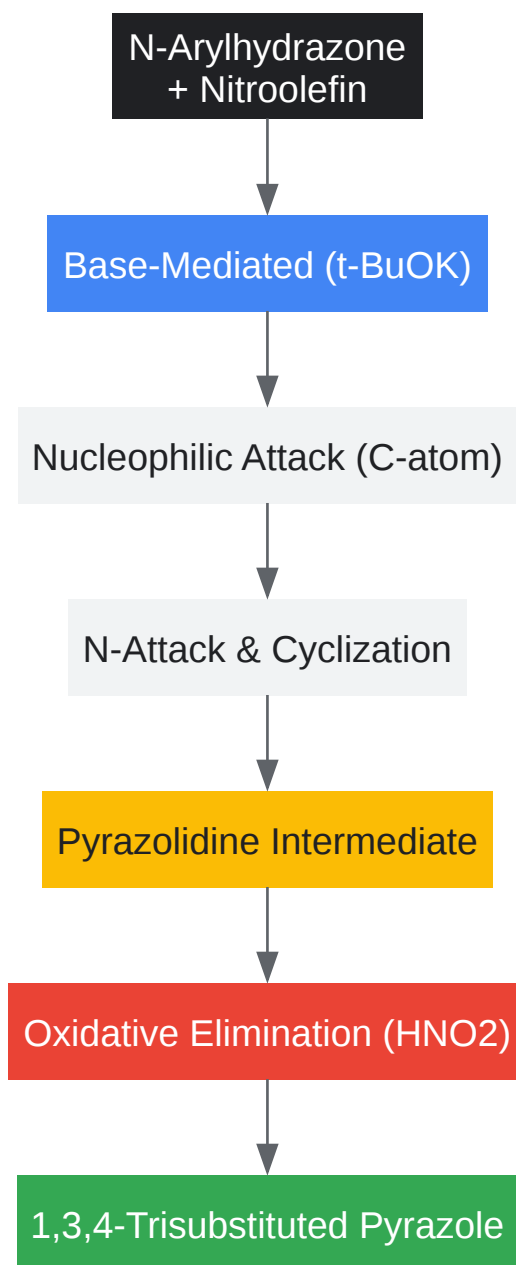 N-Arylhydrazone
+ Nitroolefin
Base-Mediated (t-BuOK)
Nucleophilic Attack (C-atom)
N-Attack & Cyclization
Pyrazolidine Intermediate
Oxidative Elimination (HNO2)
1,3,4-Trisubstituted Pyrazole